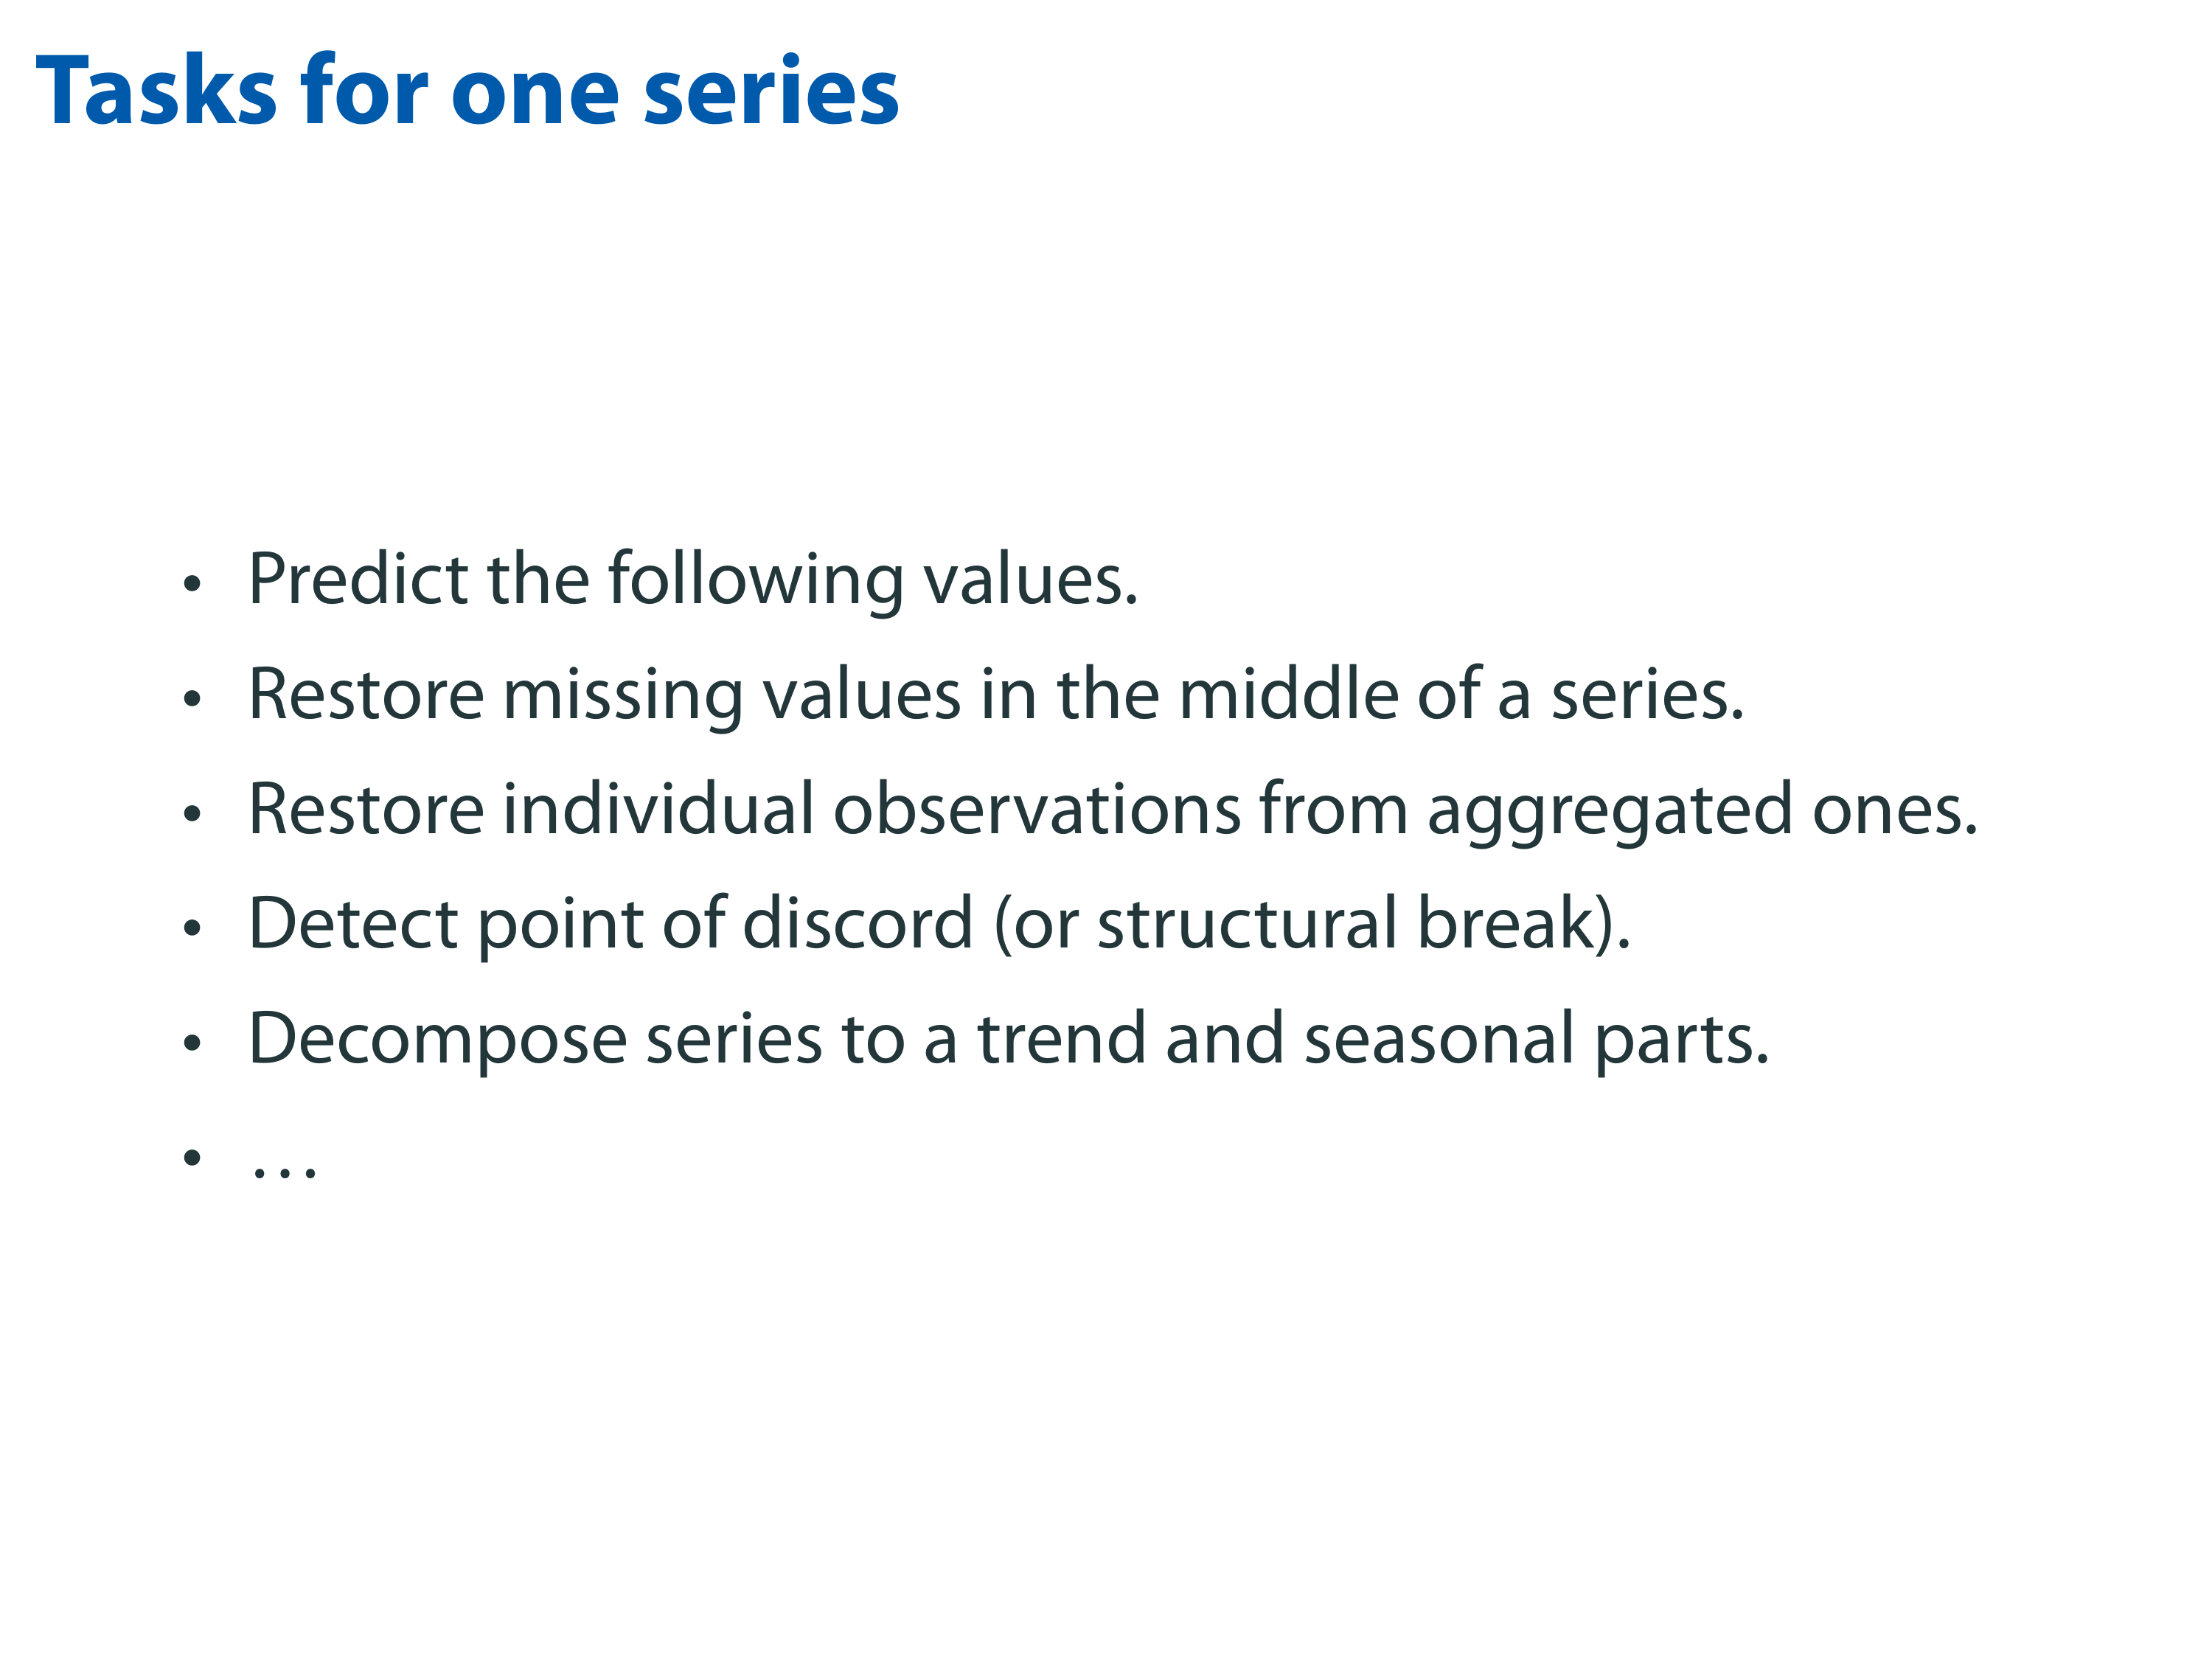 Tasks for one series
• Predict the following values.
• Restore missing values in the middle of a series.
• Restore individual observations from aggregated ones.
• Detect point of discord (or structural break).
• Decompose series to a trend and seasonal parts.
• …